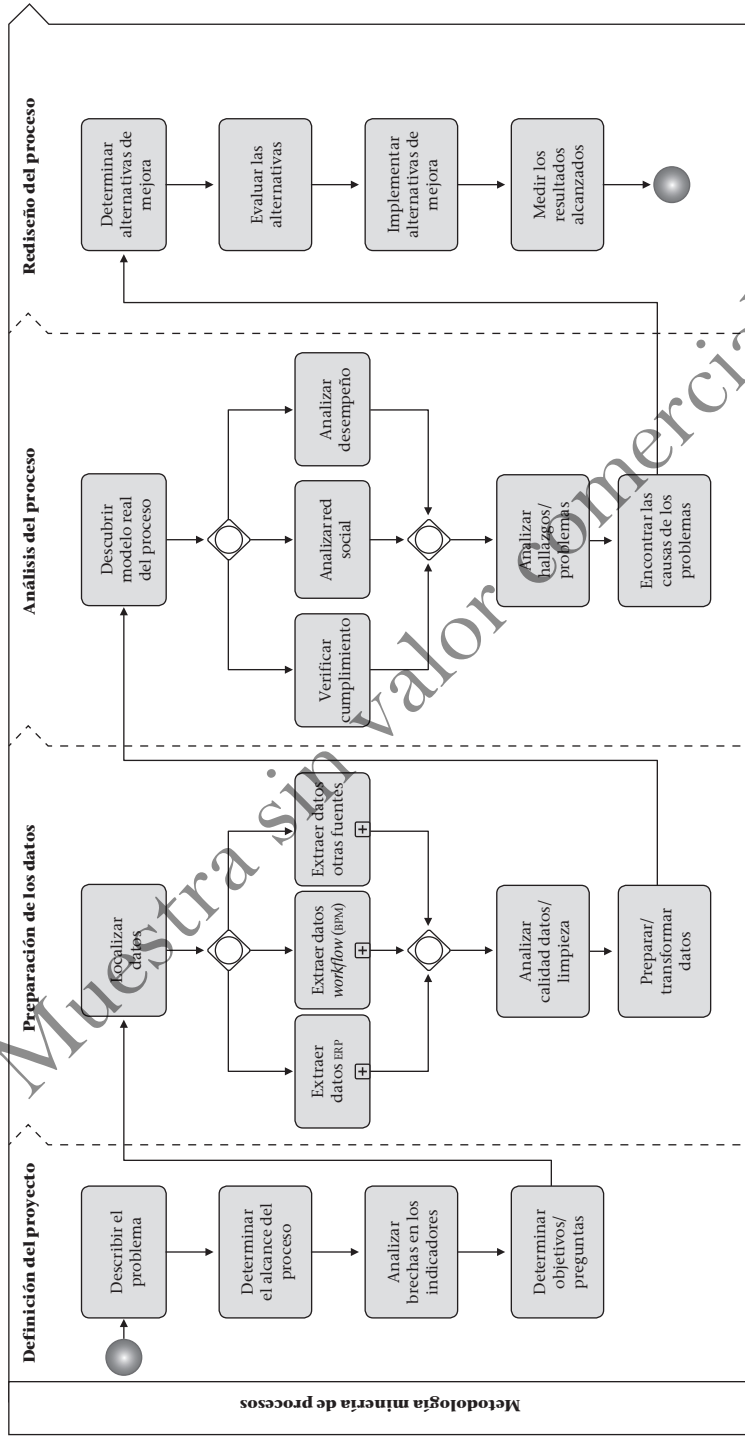 Metodología minería de procesos
Definición del proyecto
Describir el
problema
Determinar
el alcance del
proceso
Analizar
brechas en los
indicadores
Determinar
objetivos/
preguntas
Preparación de los datos
Localizar
datos
Extraer
datos ERP
Extraer datos
workflow (BPM)
Extraer datos
otras fuentes
Analizar
calidad datos/
limpieza
Preparar/
transformar
datos
Análisis del proceso
Descubrir
modelo real
del proceso
Verificar
cumplimiento
Analizar red
social
Analizar
desempeño
Analizar
hallazgos/
problemas
Encontrar las
causas de los
problemas
Rediseño del proceso
Determinar
alternativas de
mejora
Evaluar las
alternativas
Implementar
alternativas de
mejora
Medir los
resultados
alcanzados
Muestra sin valor comercial